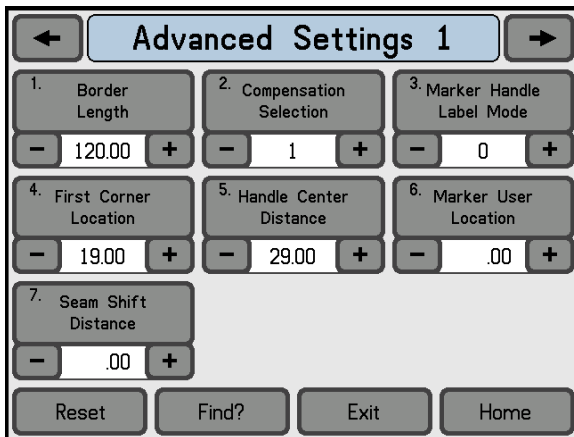 Advanced Settings 1
1. Border Length
− 120.00 +
2. Compensation Selection
− 1 +
3. Marker Handle Label Mode
− 0 +
4. First Corner Location
− 19.00 +
5. Handle Center Distance
− 29.00 +
6. Marker User Location
− .00 +
7. Seam Shift Distance
− .00 +
Reset Find? Exit Home